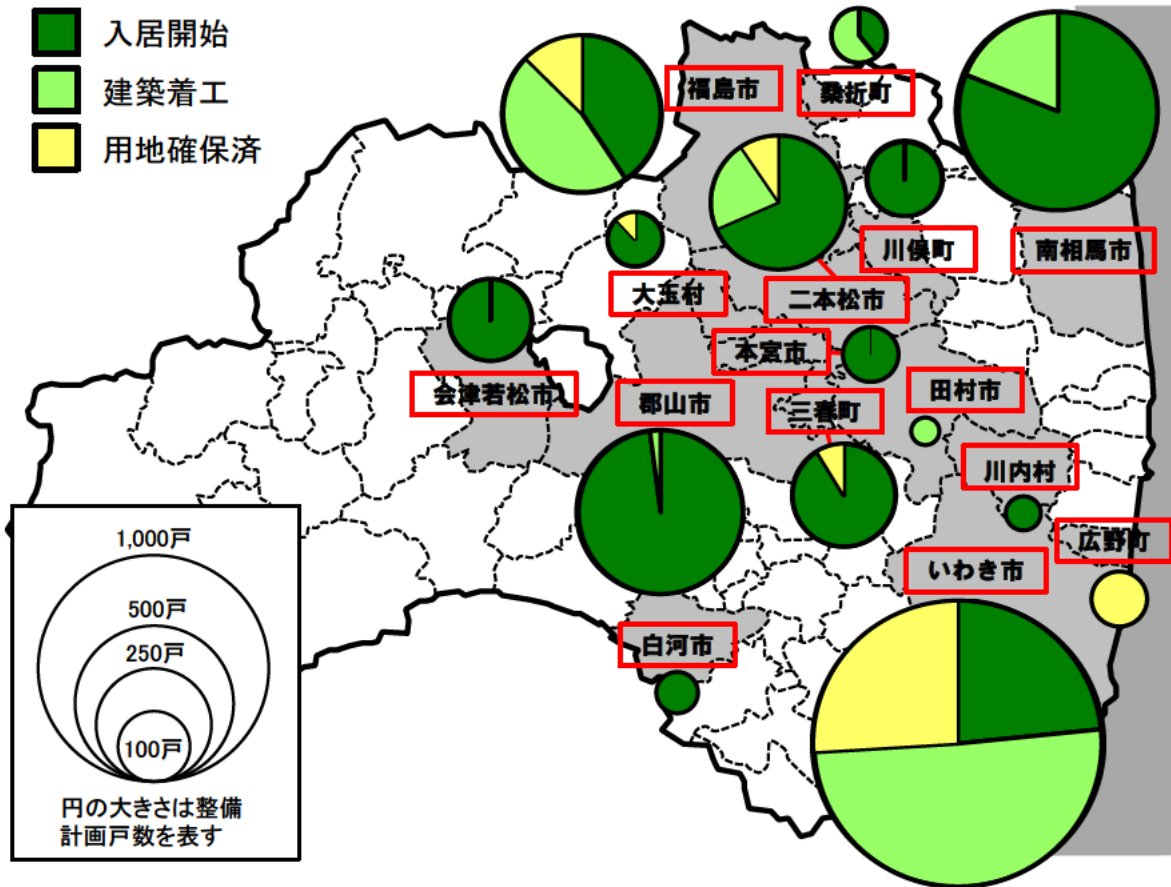 入居開始
建築着工
用地確保済
福島市
桑折町
川俣町
南相馬市
大玉村
二本松市
本宮市
会津若松市
郡山市
三春町
田村市
川内村
広野町
いわき市
白河市
1,000戸
500戸
250戸
100戸
円の大きさは整備
計画戸数を表す